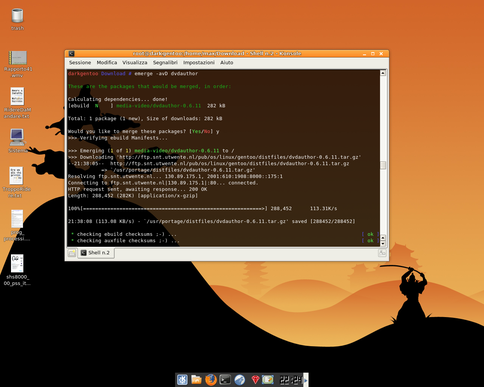 Sessione Modifica Visualizza Segnalibri Impostazioni Aiuto
darkgentoo Download # emerge -avD dvdauthor
These are the packages that would be merged, in order:
Calculating dependencies... done!
[ebuild N ] media-video/dvdauthor-0.6.11 282 kB
Total: 1 package (1 new), Size of downloads: 282 kB
Would you like to merge these packages? [Yes/No] y
>>> Verifying ebuild Manifests...
>>> Emerging (1 of 1) media-video/dvdauthor-0.6.11 to /
>>> Downloading 'http://ftp.snt.utwente.nl/pub/os/linux/gentoo/distfiles/dvdauthor-0.6.11.tar.gz'
--21:30:05-- http://ftp.snt.utwente.nl/pub/os/linux/gentoo/distfiles/dvdauthor-0.6.11.tar.gz
=> `/usr/portage/distfiles/dvdauthor-0.6.11.tar.gz'
Resolving ftp.snt.utwente.nl... 130.89.175.1, 2001:610:1908:8000::175:1
Connecting to ftp.snt.utwente.nl|130.89.175.1|:80... connected.
HTTP request sent, awaiting response... 200 OK
Length: 288,452 (282K) [application/x-gzip]
100%[====================================================>] 288,452 113.31K/s
21:30:08 (113.08 KB/s) - `/usr/portage/distfiles/dvdauthor-0.6.11.tar.gz' saved [288452/288452]
* checking ebuild checksums ;-) ... [ ok ]
* checking auxfile checksums ;-) ... [ ok ]
Shell n.2
shs8000_
00_pss_it...